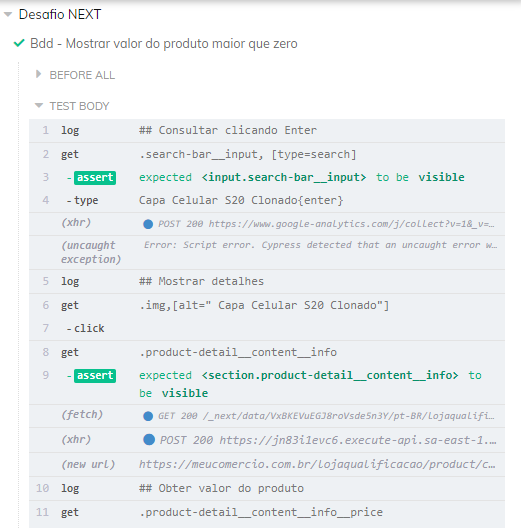 Desafio NEXT
Bdd - Mostrar valor do produto maior que zero
BEFORE ALL
TEST BODY
1 log ## Consultar clicando Enter
2 get .search-bar__input, [type=search]
3 -assert expected <input.search-bar__input> to be visible
4 -type Capa Celular S20 Clonado{enter}
(xhr) POST 200 https://www.google-analytics.com/j/collect?v=1&_v=…
(uncaught Error: Script error. Cypress detected that an uncaught error w…
exception)
5 log ## Mostrar detalhes
6 get .img,[alt=" Capa Celular S20 Clonado"]
7 -click
8 get .product-detail__content__info
9 -assert expected <section.product-detail__content__info> to
be visible
(fetch) GET 200 /_next/data/VxBKEVuEGJ8roVsde5n3Y/pt-BR/lojaqualifi…
(xhr) POST 200 https://jn83i1evc6.execute-api.sa-east-1.…
(new url) https://meucomercio.com.br/lojaqualificacao/product/c…
10 log ## Obter valor do produto
11 get .product-detail__content__info__price